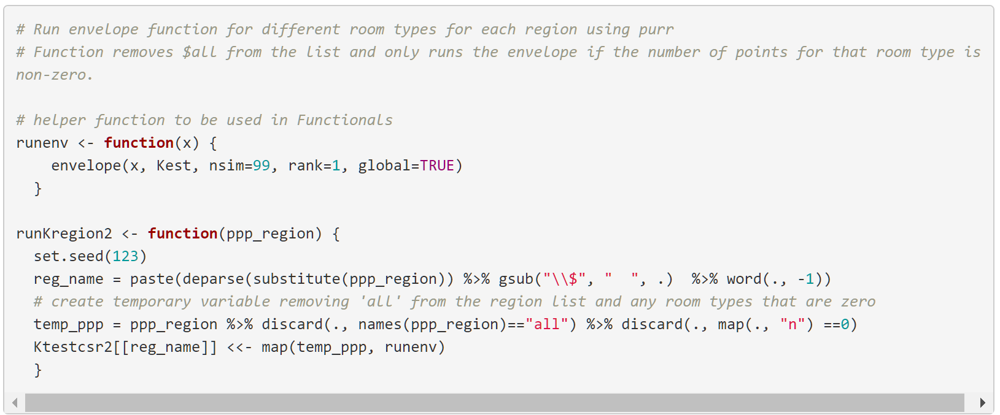 # Run envelope function for different room types for each region using purr
# Function removes $all from the list and only runs the envelope if the number of points for that room type is
non-zero.

# helper function to be used in Functionals
runenv <- function(x) {
    envelope(x, Kest, nsim=99, rank=1, global=TRUE)
  }

runKregion2 <- function(ppp_region) {
  set.seed(123)
  reg_name = paste(deparse(substitute(ppp_region)) %>% gsub("\\$", "  ", .)  %>% word(., -1))
  # create temporary variable removing 'all' from the region list and any room types that are zero
  temp_ppp = ppp_region %>% discard(., names(ppp_region)=="all") %>% discard(., map(., "n") ==0)
  Ktestcsr2[[reg_name]] <<- map(temp_ppp, runenv)
  }